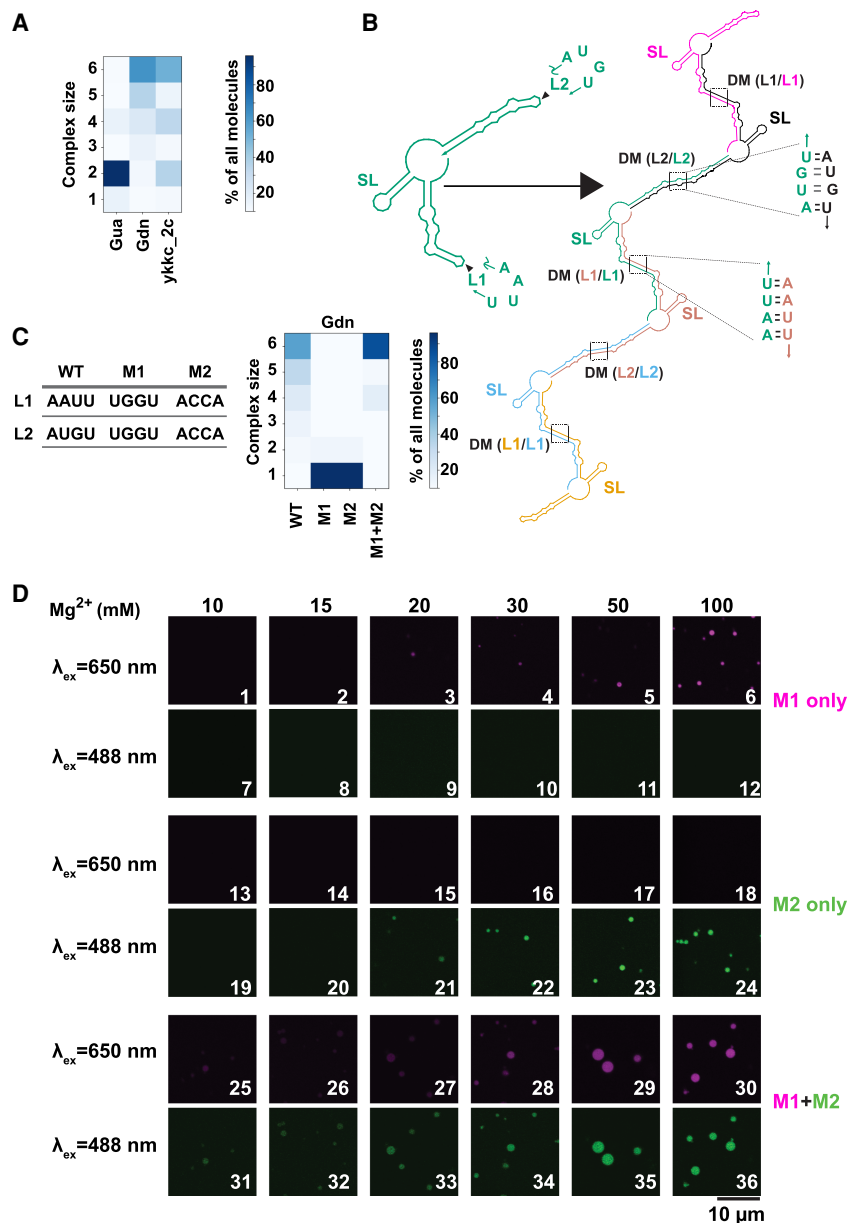 A
Complex size
6
5
4
3
2
1
Gua
Gdn
ykkc_2c
% of all molecules
80
60
40
20
B
SL
L2
A
U
G
U
L1
A
A
U
U
SL
DM (L1/L1)
SL
DM (L2/L2)
SL
DM (L1/L1)
SL
DM (L2/L2)
SL
DM (L1/L1)
SL
U=A
G=U
U=G
A=U
U=A
U=A
A=U
A=U
C
WT M1 M2
L1 AAUU UGGU ACCA
L2 AUGU UGGU ACCA
Gdn
Complex size
6
5
4
3
2
1
WT
M1
M2
M1+M2
% of all molecules
80
60
40
20
D
Mg2+ (mM) 10 15 20 30 50 100
λex=650 nm 1 2 3 4 5 6
M1 only
λex=488 nm 7 8 9 10 11 12
λex=650 nm 13 14 15 16 17 18
M2 only
λex=488 nm 19 20 21 22 23 24
λex=650 nm 25 26 27 28 29 30
M1+M2
λex=488 nm 31 32 33 34 35 36
10 µm